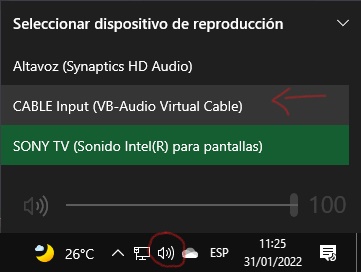 Seleccionar dispositivo de reproducción
Altavoz (Synaptics HD Audio)
CABLE Input (VB-Audio Virtual Cable)
SONY TV (Sonido Intel(R) para pantallas)
100
26°C
ESP
11:25
31/01/2022